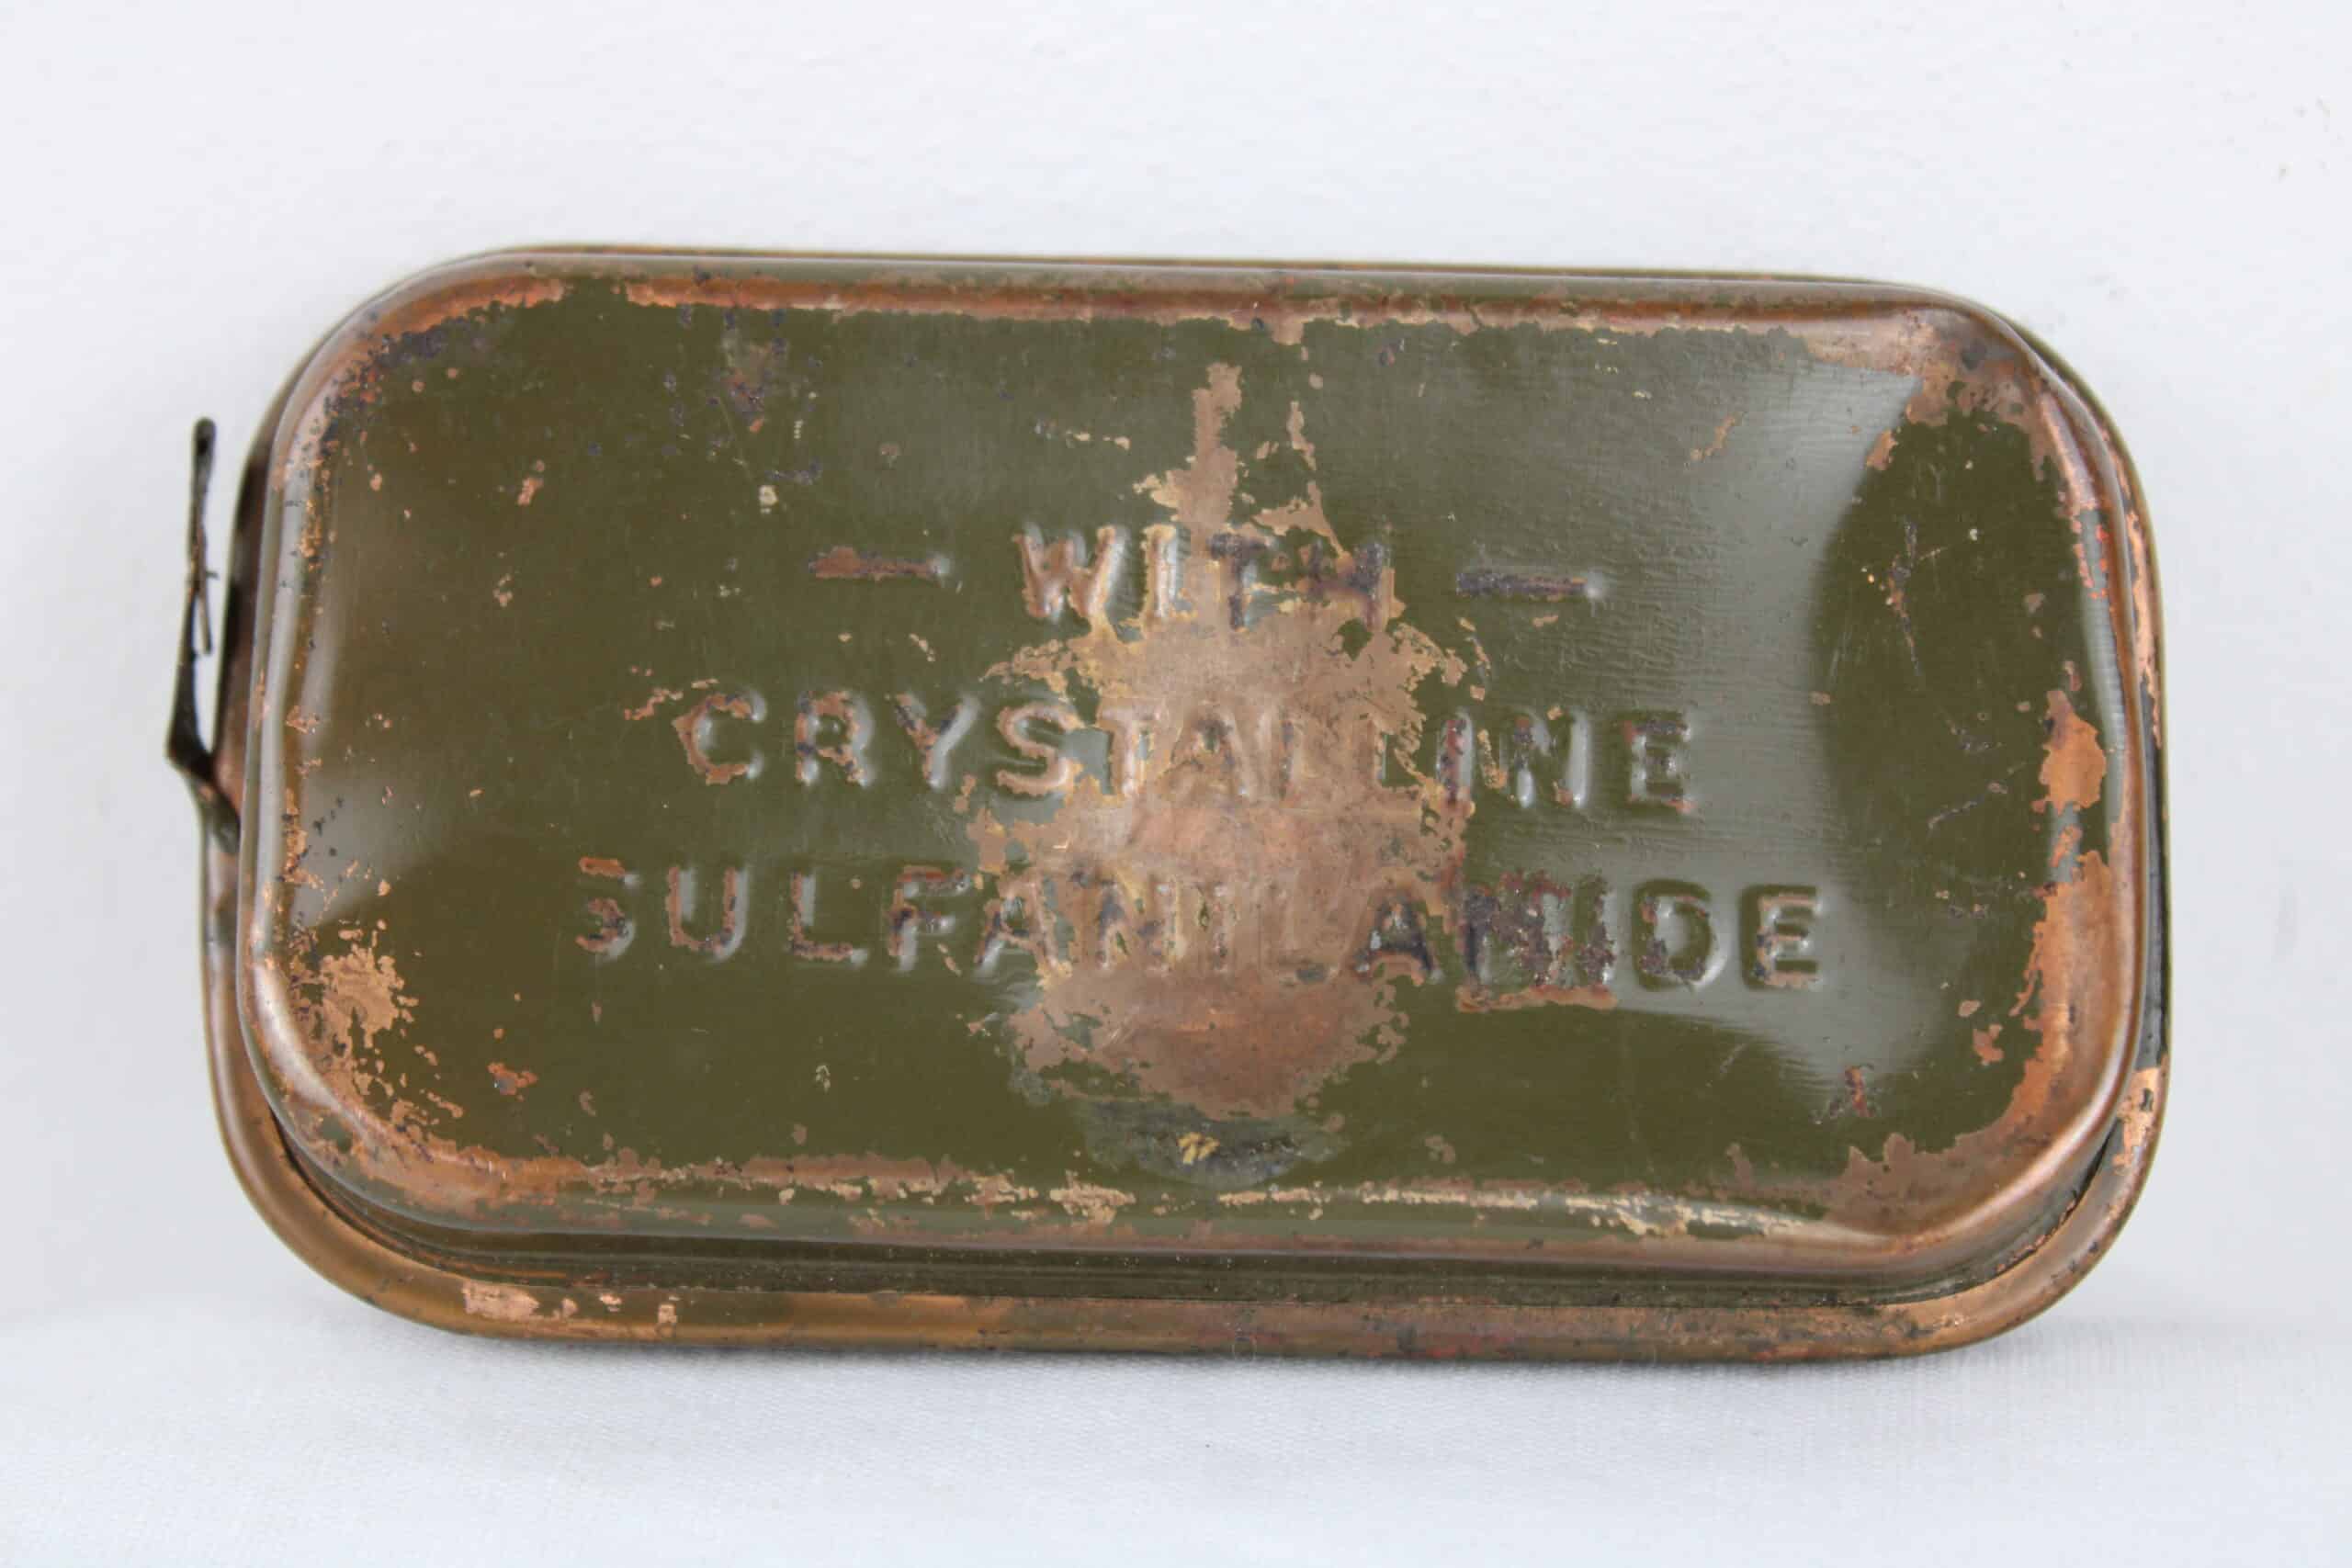 — WITH —
CRYSTALLINE
SULFANILAMIDE